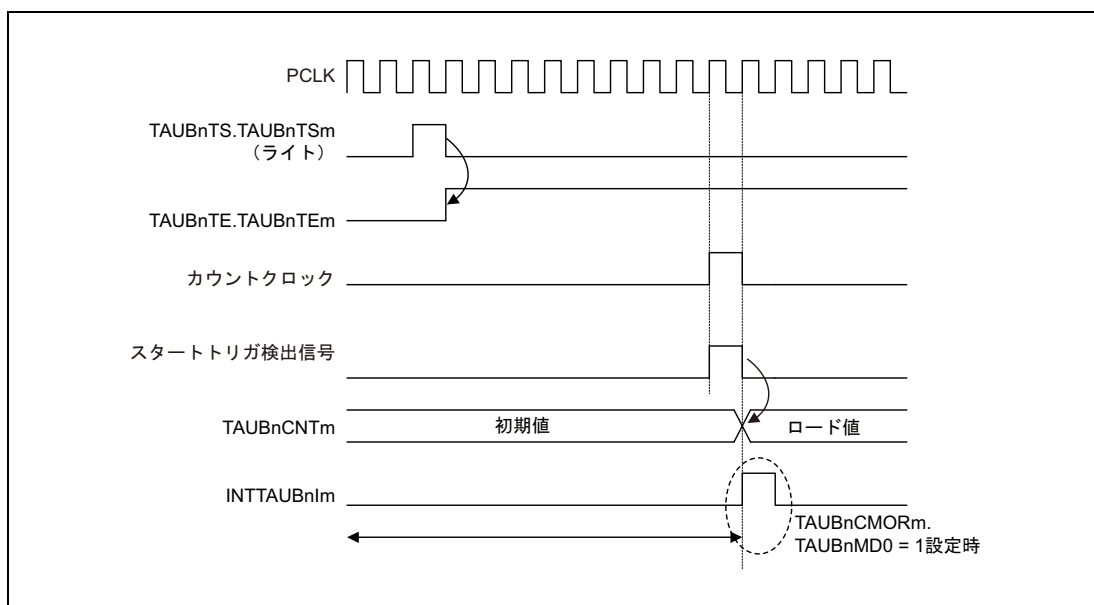 PCLK
TAUBnTS.TAUBnTSm
（ライト）
TAUBnTE.TAUBnTEm
カウントクロック
スタートトリガ検出信号
TAUBnCNTm
初期値
ロード値
INTTAUBnIm
TAUBnCMORm.
TAUBnMD0 = 1設定時